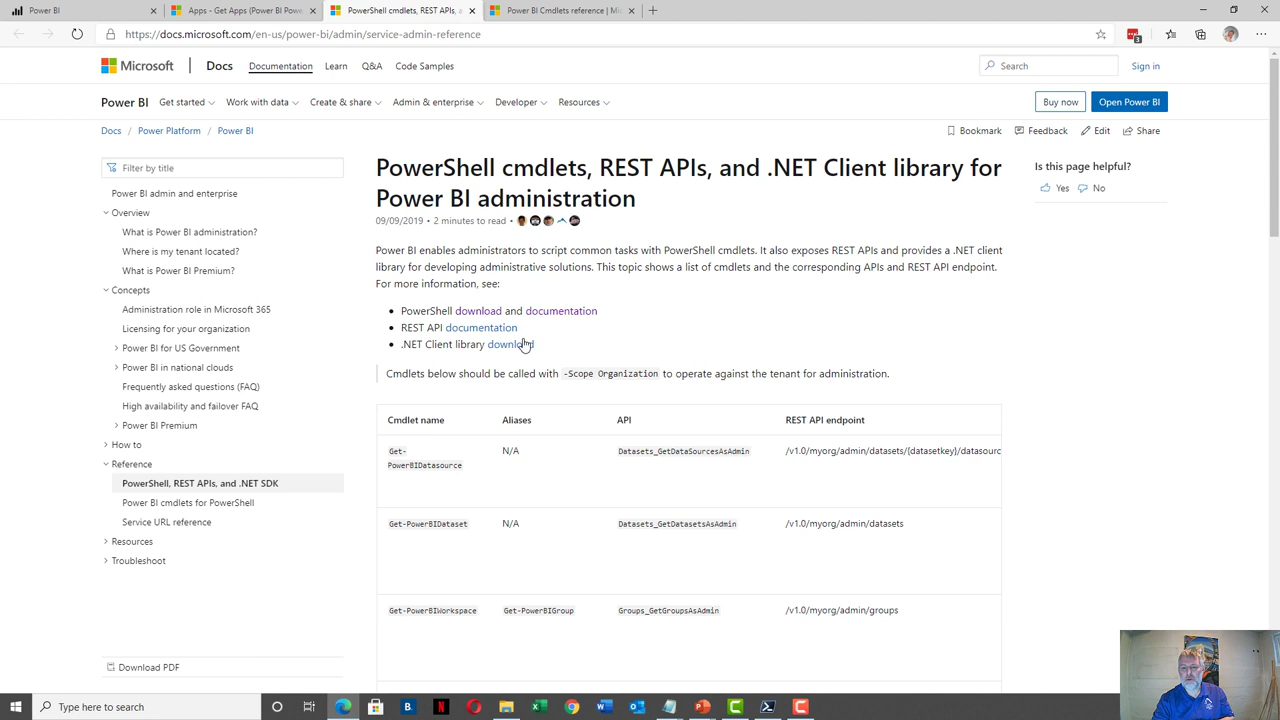 Power BI
Apps - Get Apps (Power BI Powe
PowerShell cmdlets, REST APIs, a
Power BI Cmdlets reference | Mi
https://docs.microsoft.com/en-us/power-bi/admin/service-admin-reference
3
Microsoft Docs Documentation Learn Q&A Code Samples
Search
Sign in
Power BI Get started Work with data Create & share Admin & enterprise Developer Resources
Buy now
Open Power BI
Docs / Power Platform / Power BI
Bookmark Feedback Edit Share
Filter by title
Power BI admin and enterprise
Overview
What is Power BI administration?
Where is my tenant located?
What is Power BI Premium?
Concepts
Administration role in Microsoft 365
Licensing for your organization
Power BI for US Government
Power BI in national clouds
Frequently asked questions (FAQ)
High availability and failover FAQ
Power BI Premium
How to
Reference
PowerShell, REST APIs, and .NET SDK
Power BI cmdlets for PowerShell
Service URL reference
Resources
Troubleshoot
Download PDF
PowerShell cmdlets, REST APIs, and .NET Client library for
Power BI administration
09/09/2019 • 2 minutes to read •
Power BI enables administrators to script common tasks with PowerShell cmdlets. It also exposes REST APIs and provides a .NET client
library for developing administrative solutions. This topic shows a list of cmdlets and the corresponding APIs and REST API endpoint.
For more information, see:
• PowerShell download and documentation
• REST API documentation
• .NET Client library download
Cmdlets below should be called with -Scope Organization to operate against the tenant for administration.
Cmdlet name Aliases API REST API endpoint
Get-
PowerBIDatasource N/A Datasets_GetDataSourcesAsAdmin /v1.0/myorg/admin/datasets/{datasetkey}/datasourc
Get-PowerBIDataset N/A Datasets_GetDatasetsAsAdmin /v1.0/myorg/admin/datasets
Get-PowerBIWorkspace Get-PowerBIGroup Groups_GetGroupsAsAdmin /v1.0/myorg/admin/groups
Is this page helpful?
Yes No
Type here to search